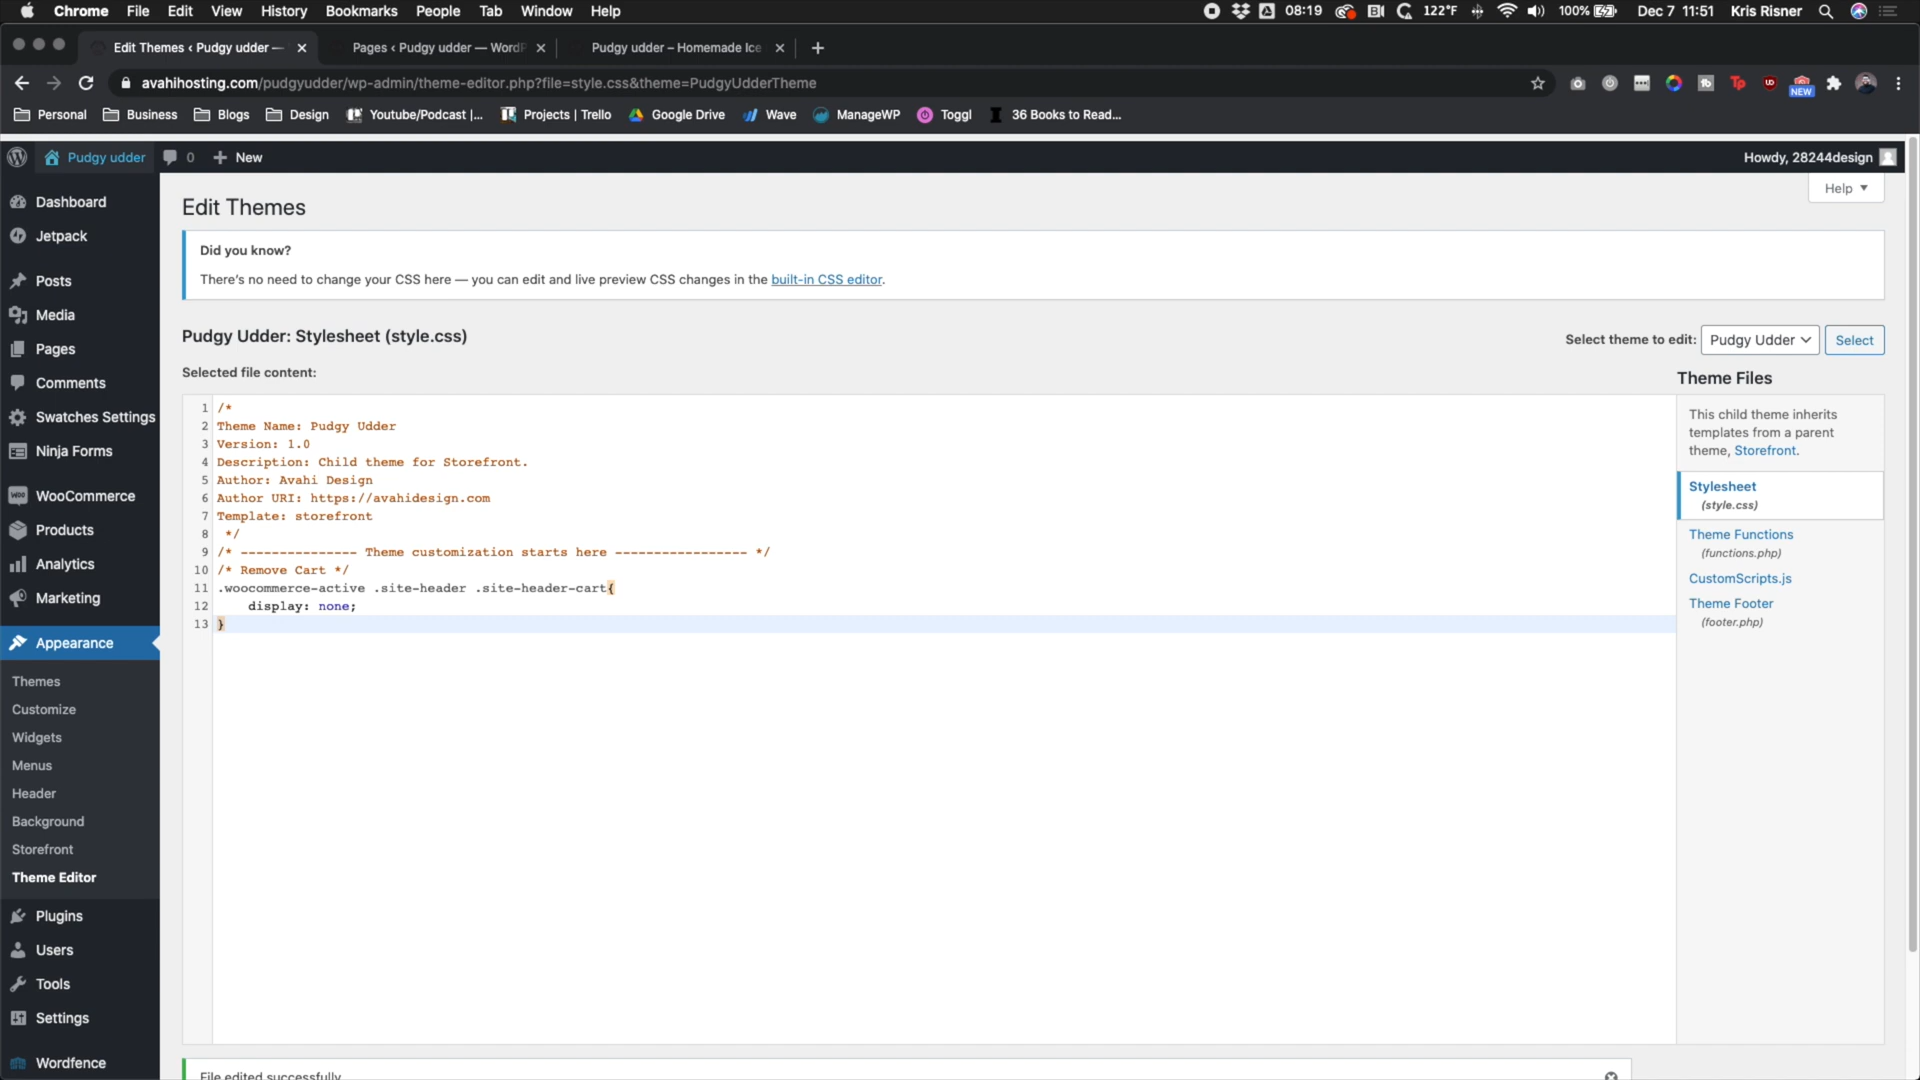 Chrome File Edit View History Bookmarks People Tab Window Help 08:19 122°F 100% Dec 7 11:51 Kris Risner
Edit Themes ‹ Pudgy udder — Pages ‹ Pudgy udder — WordP Pudgy udder – Homemade Ice
avahihosting.com/pudgyudder/wp-admin/theme-editor.php?file=style.css&theme=PudgyUdderTheme
NEW
Personal Business Blogs Design Youtube/Podcast |... Projects | Trello Google Drive Wave ManageWP Toggl 36 Books to Read...
Pudgy udder 0 + New Howdy, 28244design
Help
Dashboard
Jetpack
Posts
Media
Pages
Comments
Swatches Settings
Ninja Forms
WooCommerce
Products
Analytics
Marketing
Appearance
Themes
Customize
Widgets
Menus
Header
Background
Storefront
Theme Editor
Plugins
Users
Tools
Settings
Wordfence
Edit Themes
Did you know?
There's no need to change your CSS here — you can edit and live preview CSS changes in the built-in CSS editor.
Pudgy Udder: Stylesheet (style.css)
Select theme to edit: Pudgy Udder Select
Selected file content:
1 /*
2 Theme Name: Pudgy Udder
3 Version: 1.0
4 Description: Child theme for Storefront.
5 Author: Avahi Design
6 Author URI: https://avahidesign.com
7 Template: storefront
8 */
9 /* --------------- Theme customization starts here ----------------- */
10 /* Remove Cart */
11 .woocommerce-active .site-header .site-header-cart{
12 display: none;
13 }
Theme Files
This child theme inherits
templates from a parent
theme, Storefront.
Stylesheet
(style.css)
Theme Functions
(functions.php)
CustomScripts.js
Theme Footer
(footer.php)
File edited successfully